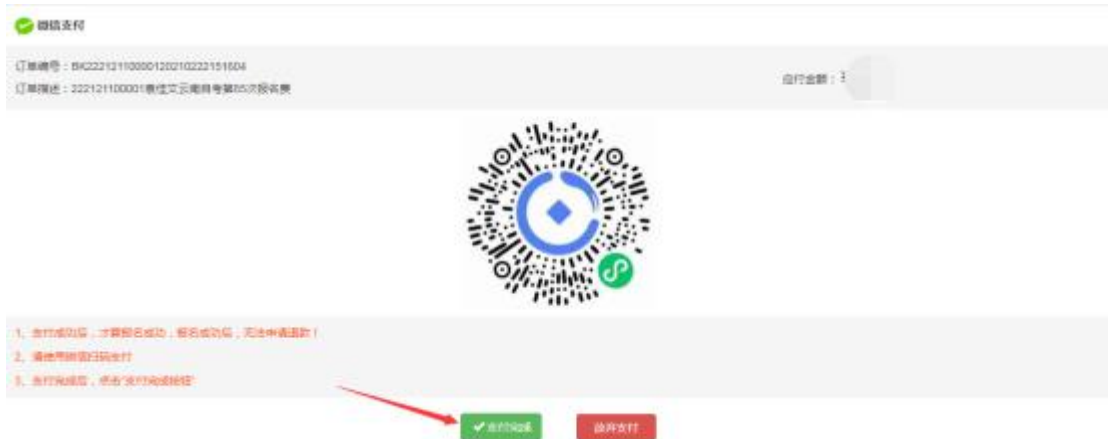 微信支付
订单编号：BK2221211000012021022215​1604
订单描述：222121100001袁佳文云南自考第85次报名费
应付金额：
1、支付成功后，才算报名成功，报名成功后，无法申请退款！
2、请使用微信扫码支付
3、支付完成后，点击“支付完成按钮”
支付完成
放弃支付